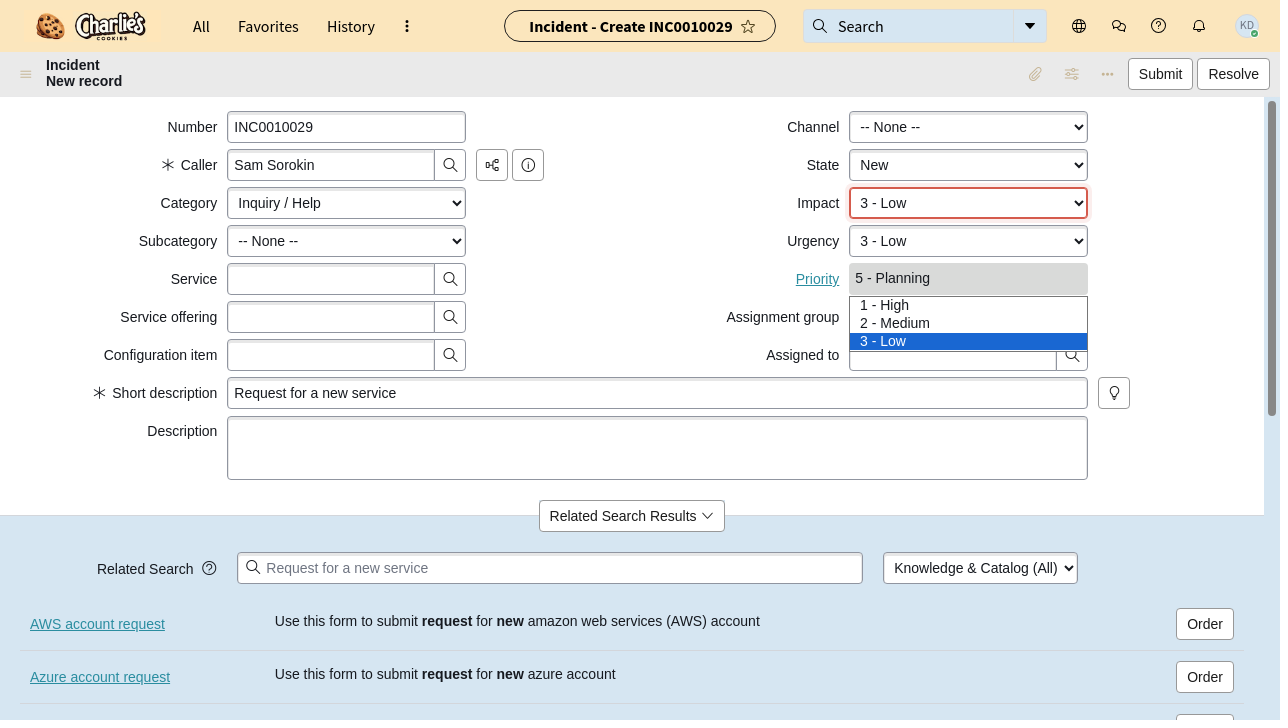 Charlie's
COOKIES
All
Favorites
History
Incident - Create INC0010029
Search
KD
Incident
New record
Submit
Resolve
Number
INC0010029
Channel
-- None --
Caller
Sam Sorokin
State
New
Category
Inquiry / Help
Impact
3 - Low
Subcategory
-- None --
Urgency
3 - Low
Service
Priority
5 - Planning
Service offering
Assignment group
1 - High
2 - Medium
3 - Low
Configuration item
Assigned to
Short description
Request for a new service
Description
Related Search Results
Related Search
Request for a new service
Knowledge & Catalog (All)
AWS account request
Use this form to submit request for new amazon web services (AWS) account
Order
Azure account request
Use this form to submit request for new azure account
Order